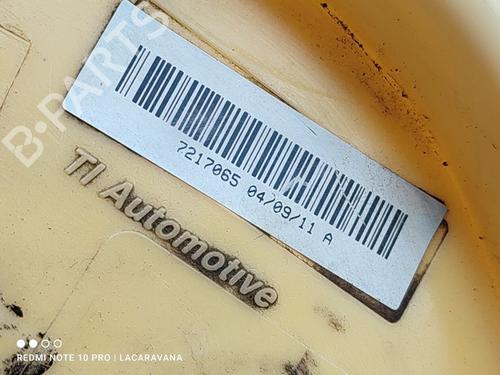 B-PARTS
7217065 04/09/11 A
TI Automotive
REDMI NOTE 10 PRO | LACARAVANA